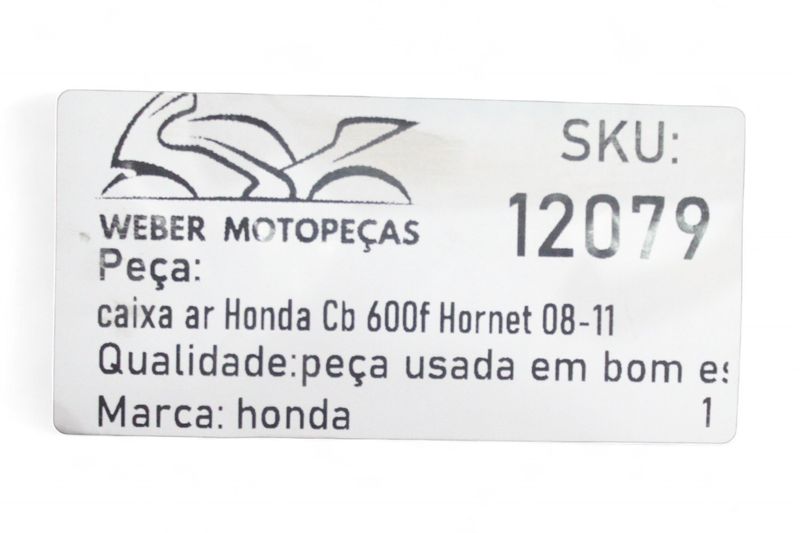 WEBER MOTOPEÇAS
SKU:
12079
Peça:
caixa ar Honda Cb 600f Hornet 08-11
Qualidade:peça usada em bom es
Marca: honda
1